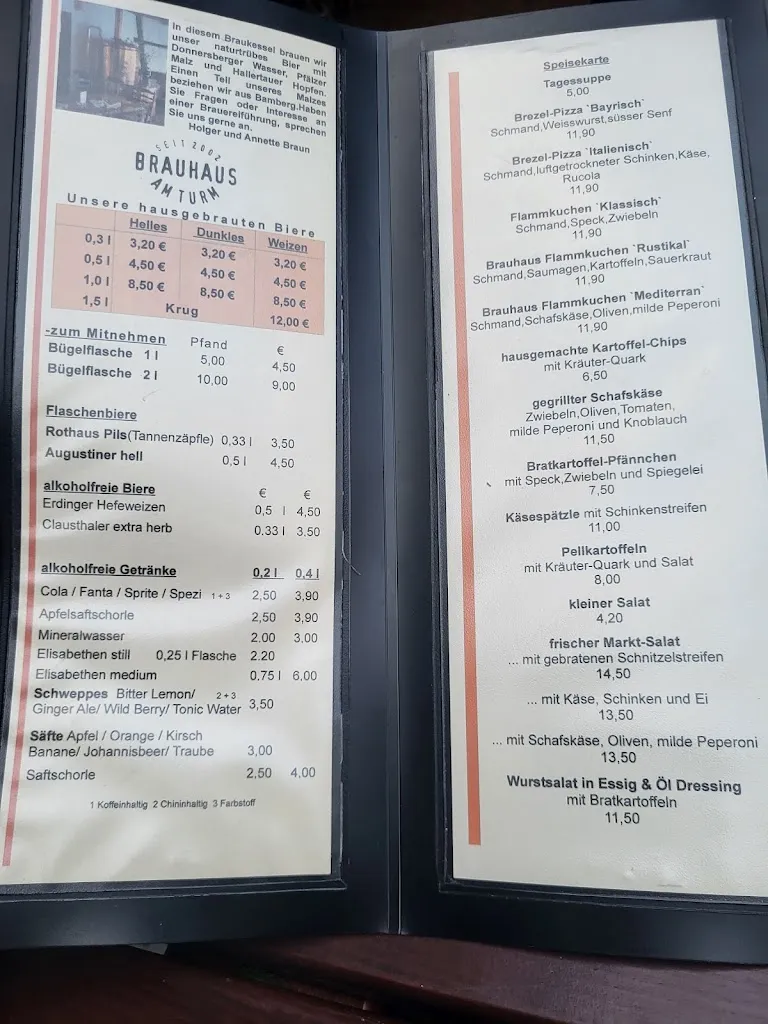 In diesem Braukessel brauen wir
unser naturtrübes Bier mit
Donnersberger Wasser, Pfälzer
Malz und Hallertauer Hopfen.
Einen Teil unseres Malzes
beziehen wir aus Bamberg.Haben
Sie Fragen oder Interesse an
einer Brauereiführung, sprechen
Sie uns gerne an.
Holger und Annette Braun
SEIT 2002
BRAUHAUS
AM TURM
Unsere hausgebrauten Biere
Helles Dunkles Weizen
0,3 l 3,20 € 3,20 € 3,20 €
0,5 l 4,50 € 4,50 € 4,50 €
1,0 l 8,50 € 8,50 € 8,50 €
1,5 l Krug 12,00 €
-zum Mitnehmen Pfand €
Bügelflasche 1 l 5,00 4,50
Bügelflasche 2 l 10,00 9,00
Flaschenbiere
Rothaus Pils(Tannenzäpfle) 0,33 l 3,50
Augustiner hell 0,5 l 4,50
alkoholfreie Biere € €
Erdinger Hefeweizen 0,5 l 4,50
Clausthaler extra herb 0.33 l 3.50
alkoholfreie Getränke 0,2 l 0,4 l
Cola / Fanta / Sprite / Spezi 1+3 2,50 3,90
Apfelsaftschorle 2,50 3,90
Mineralwasser 2.00 3,00
Elisabethen still 0,25 l Flasche 2.20
Elisabethen medium 0.75 l 6,00
Schweppes Bitter Lemon/ 2+3
Ginger Ale/ Wild Berry/ Tonic Water 3,50
Säfte Apfel / Orange / Kirsch
Banane/ Johannisbeer/ Traube 3,00
Saftschorle 2,50 4,00
1 Koffeinhaltig 2 Chininhaltig 3 Farbstoff
Speisekarte
Tagessuppe
5,00
Brezel-Pizza `Bayrisch`
Schmand,Weisswurst,süsser Senf
11,90
Brezel-Pizza `Italienisch`
Schmand,luftgetrockneter Schinken,Käse,
Rucola
11,90
Flammkuchen `Klassisch`
Schmand,Speck,Zwiebeln
11,90
Brauhaus Flammkuchen `Rustikal`
Schmand,Saumagen,Kartoffeln,Sauerkraut
11,90
Brauhaus Flammkuchen `Mediterran`
Schmand,Schafskäse,Oliven,milde Peperoni
11,90
hausgemachte Kartoffel-Chips
mit Kräuter-Quark
6,50
gegrillter Schafskäse
Zwiebeln,Oliven,Tomaten,
milde Peperoni und Knoblauch
11,50
Bratkartoffel-Pfännchen
mit Speck,Zwiebeln und Spiegelei
7,50
Käsespätzle mit Schinkenstreifen
11,00
Pellkartoffeln
mit Kräuter-Quark und Salat
8,00
kleiner Salat
4,20
frischer Markt-Salat
... mit gebratenen Schnitzelstreifen
14,50
... mit Käse, Schinken und Ei
13,50
... mit Schafskäse, Oliven, milde Peperoni
13,50
Wurstsalat in Essig & Öl Dressing
mit Bratkartoffeln
11,50